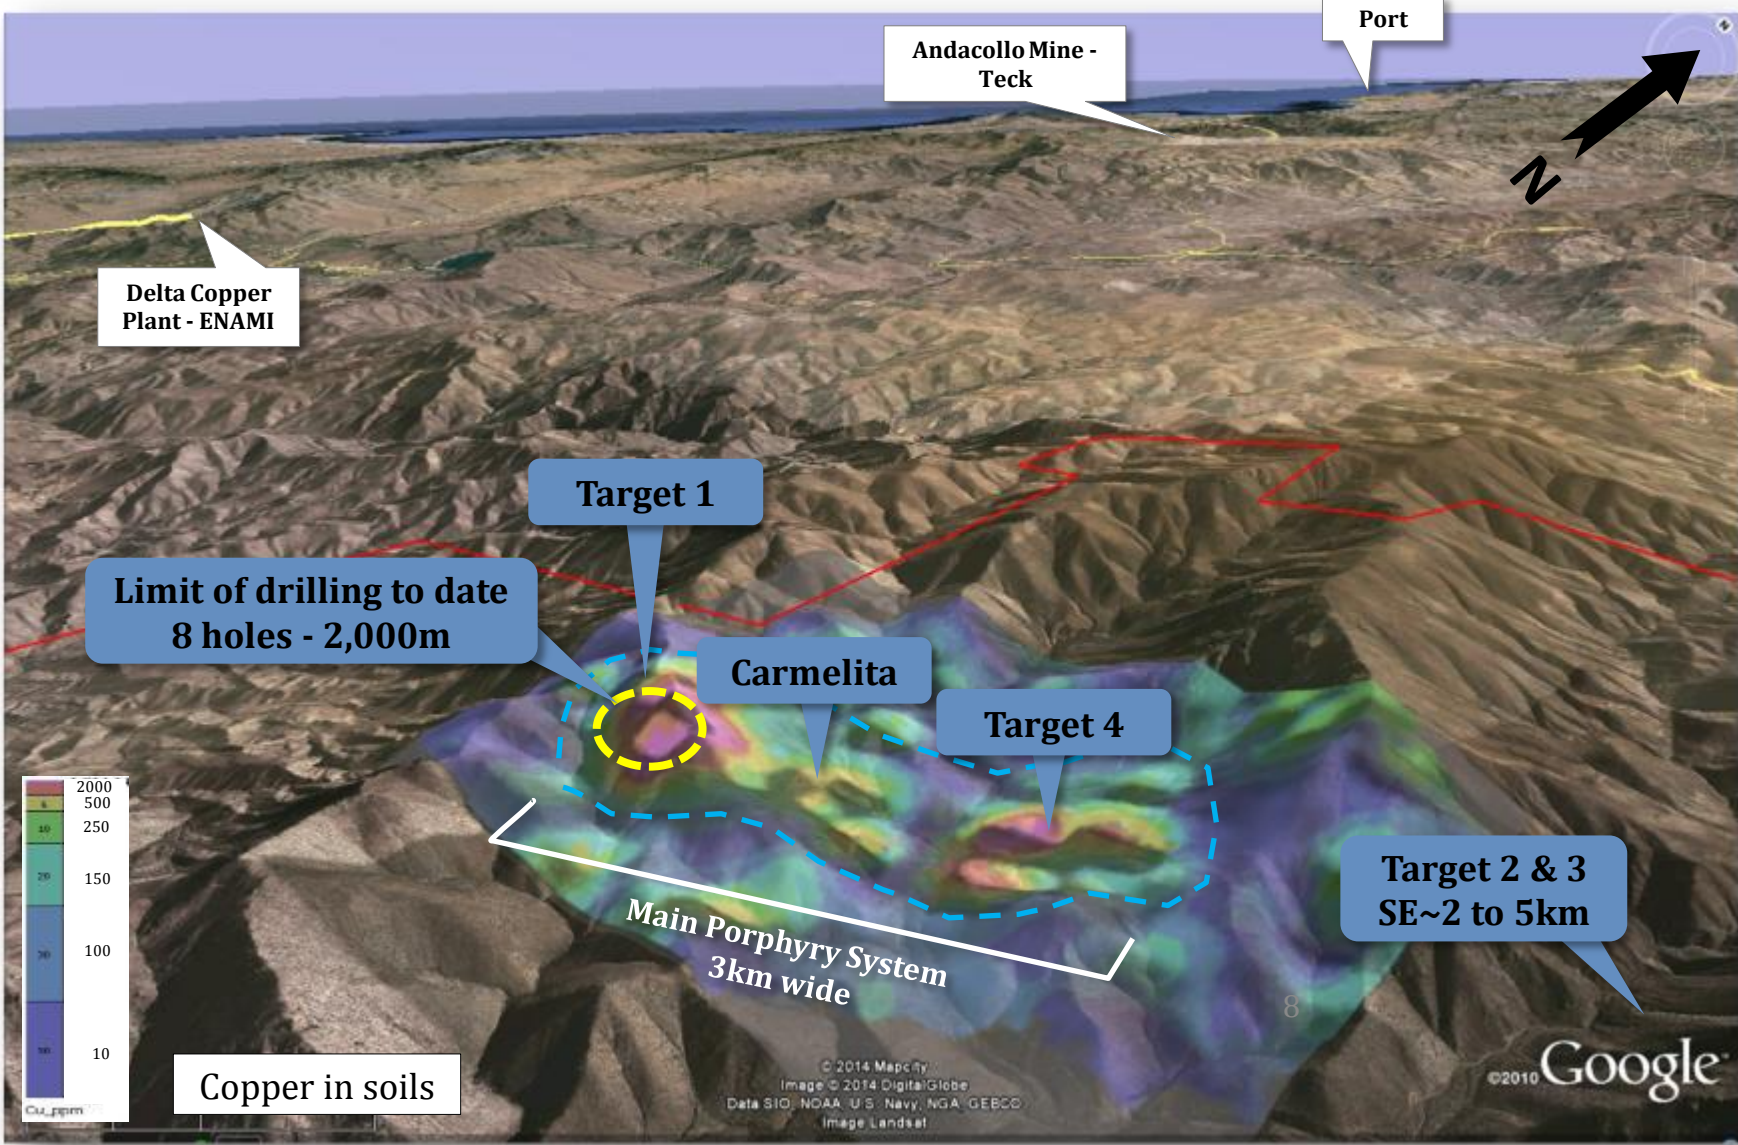 Port
Andacollo Mine -
Teck
N
Delta Copper
Plant - ENAMI
Target 1
Limit of drilling to date
8 holes - 2,000m
Carmelita
Target 4
2000
500
250
150
100
10
Cu_ppm
Copper in soils
Main Porphyry System
3km wide
Target 2 & 3
SE~2 to 5km
8
© 2014 Mapcity
Image © 2014 DigitalGlobe
Data SIO, NOAA, U.S. Navy, NGA, GEBCO
Image Landsat
©2010 Google